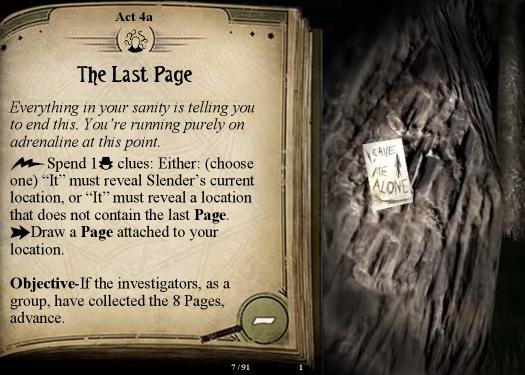 Act 4a
The Last Page
Everything in your sanity is telling you
to end this. You're running purely on
adrenaline at this point.
Spend 1 clues: Either: (choose
one) “It” must reveal Slender's current
location, or “It” must reveal a location
that does not contain the last Page.
Draw a Page attached to your
location.
Objective-If the investigators, as a
group, have collected the 8 Pages,
advance.
-
7/91 1
SAVE
ME
ALONE